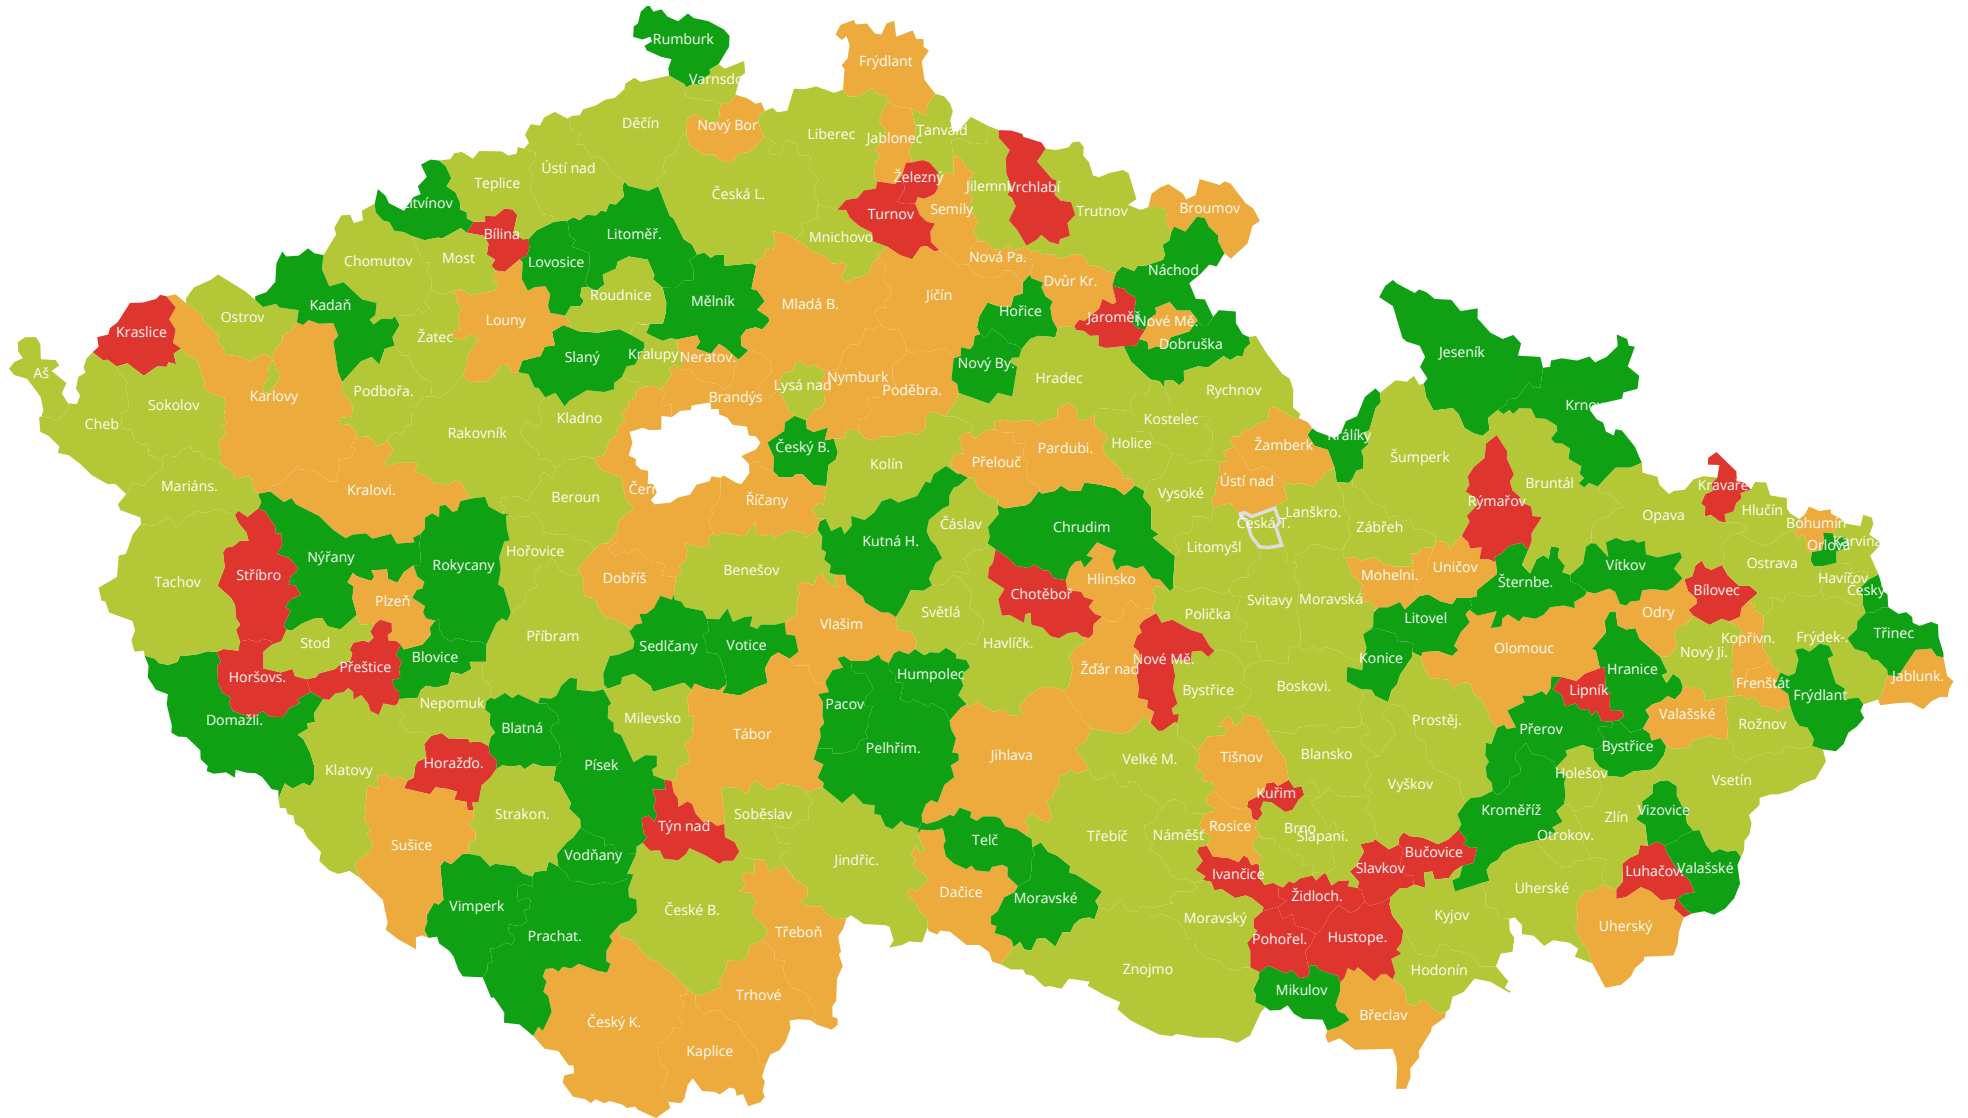 Rumburk
Frýdlant
Varnsdo
Děčín
Nový Bor
Liberec
Jablonec
Tanvald
Ústí nad
Teplice
Česká L.
Železný
Jilemni
Vrchlabí
Litvínov
Turnov
Semily
Trutnov
Broumov
Bílina
Litoměř.
Mnichovo
Chomutov
Most
Lovosice
Nová Pa.
Náchod
Dvůr Kr.
Kadaň
Roudnice
Mělník
Mladá B.
Jičín
Hořice
Ostrov
Louny
Jaroměř
Nové Mě.
Kraslice
Žatec
Slaný
Kralupy
Neratov.
Dobruška
Jeseník
Aš
Nový By.
Hradec
Lysá nad
Nymburk
Poděbra.
Rychnov
Podbořa.
Karlovy
Brandýs
Sokolov
Krnov
Cheb
Rakovník
Kladno
Kostelec
Králíky
Český B.
Holice
Žamberk
Pardubi.
Přelouč
Kolín
Šumperk
Mariáns.
Kralovi.
Beroun
Čern
Říčany
Vysoké
Ústí nad
Bruntál
Rýmařov
Kravaře
Lanškro.
Hlučín
Opava
Bohumín
Čáslav
Chrudim
Česká T.
Zábřeh
Kutná H.
Litomyšl
Orlová
Karviná
Hořovice
Nýřany
Rokycany
Ostrava
Vítkov
Stříbro
Tachov
Benešov
Dobříš
Chotěboř
Hlinsko
Mohelni.
Uničov
Šternbe.
Havířov
Bílovec
Český
Plzeň
Svitavy
Moravská
Polička
Světlá
Odry
Vlašim
Litovel
Stod
Příbram
Sedlčany
Votice
Havlíčk.
Olomouc
Kopřivn.
Frýdek-.
Třinec
Blovice
Přeštice
Konice
Nové Mě.
Žďár nad
Nový Ji.
Hranice
Horšovs.
Humpolec
Bystřice
Boskovi.
Lipník
Frenštát
Jablunk.
Frýdlant
Nepomuk
Pacov
Milevsko
Domažli.
Blatná
Prostěj.
Přerov
Valašské
Rožnov
Tábor
Pelhřim.
Bystřice
Klatovy
Horažďo.
Písek
Jihlava
Velké M.
Tišnov
Blansko
Holešov
Vsetín
Vyškov
Kuřim
Strakon.
Soběslav
Týn nad
Kroměříž
Vizovice
Zlín
Rosice
Brno
Šlapani.
Třebíč
Náměšť
Otrokov.
Telč
Sušice
Vodňany
Jindřic.
Bučovice
Slavkov
Ivančice
Luhačov.
Valašské
Dačice
Moravské
Židloch.
Uherské
Vimperk
České B.
Moravský
Kyjov
Třeboň
Prachat.
Pohořel.
Hustope.
Uherský
Znojmo
Hodonín
Trhové
Mikulov
Český K.
Břeclav
Kaplice